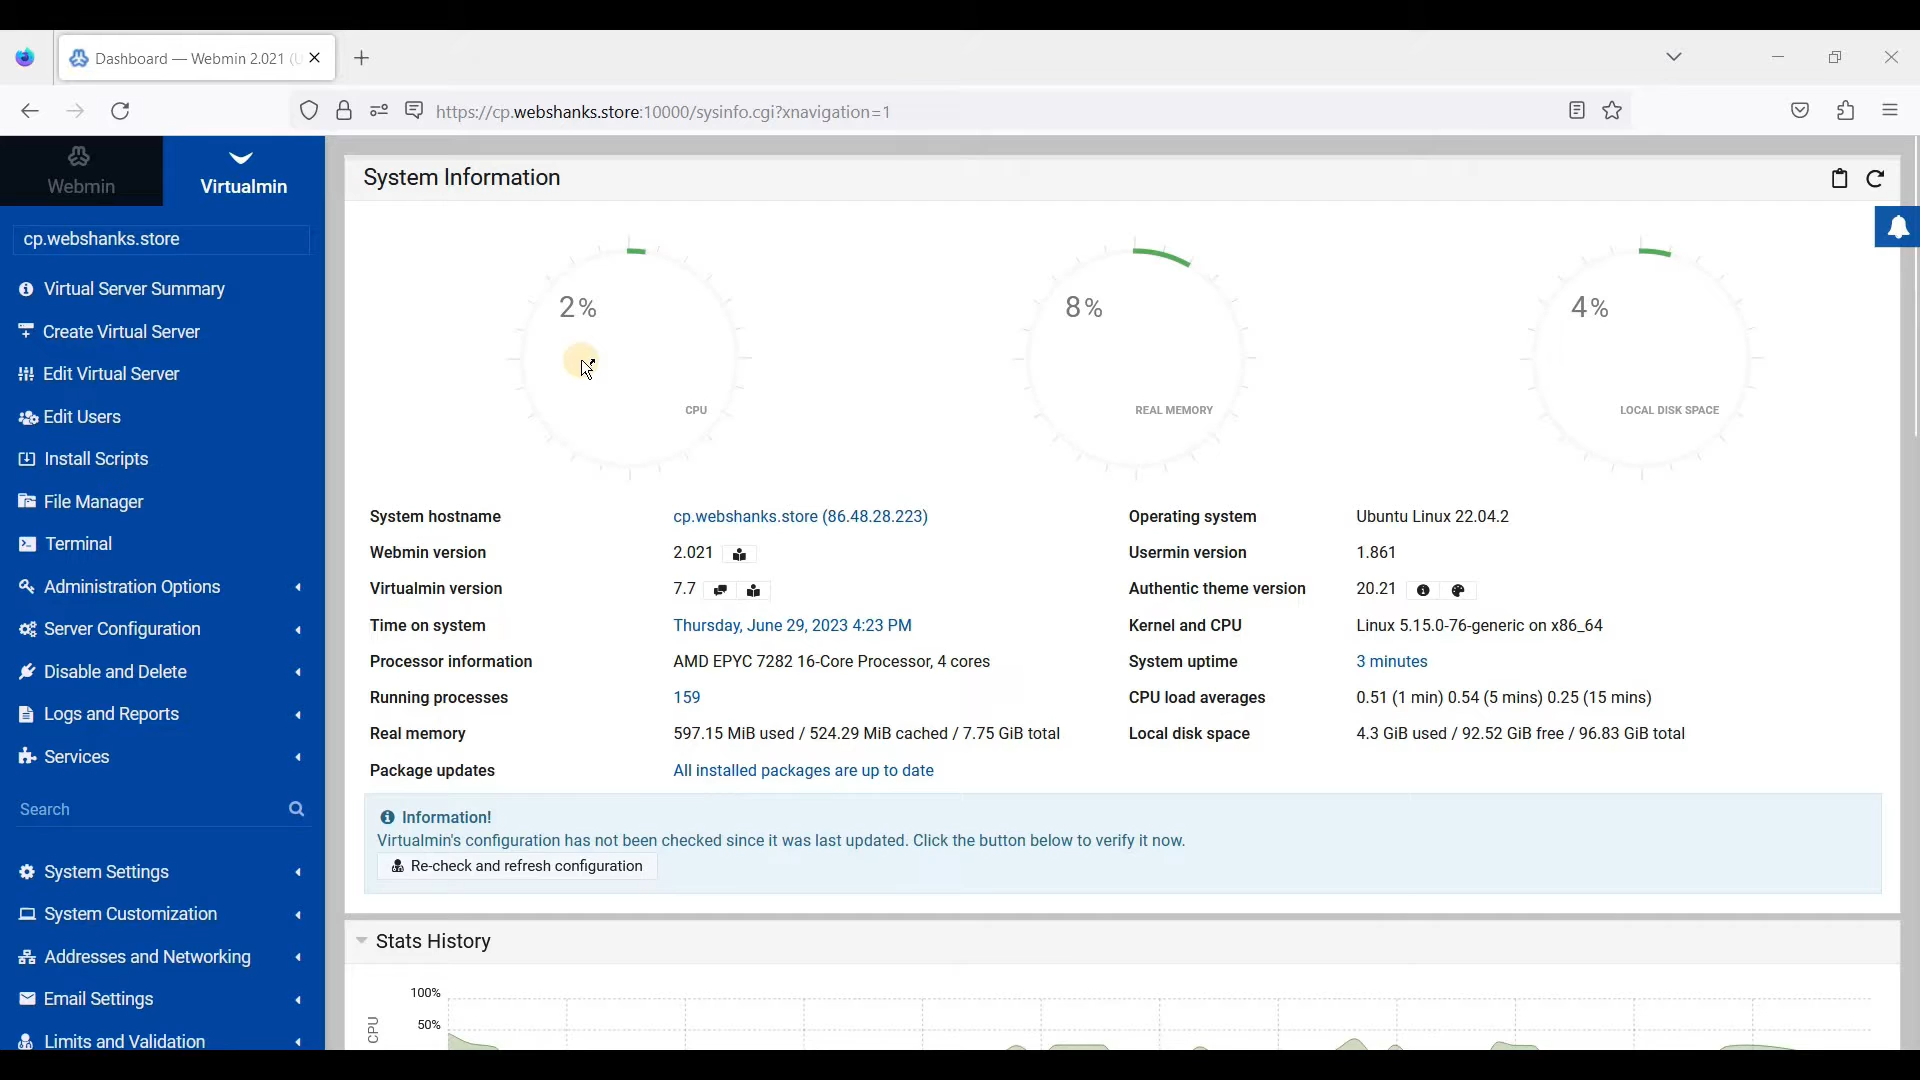 Dashboard — Webmin 2.021 (U
https://cp.webshanks.store:10000/sysinfo.cgi?xnavigation=1
Webmin
Virtualmin
cp.webshanks.store
Virtual Server Summary
Create Virtual Server
Edit Virtual Server
Edit Users
Install Scripts
File Manager
Terminal
Administration Options
Server Configuration
Disable and Delete
Logs and Reports
Services
Search
System Settings
System Customization
Addresses and Networking
Email Settings
Limits and Validation
System Information
2%
CPU
8%
REAL MEMORY
4%
LOCAL DISK SPACE
System hostname cp.webshanks.store (86.48.28.223) Operating system Ubuntu Linux 22.04.2
Webmin version 2.021 Usermin version 1.861
Virtualmin version 7.7 Authentic theme version 20.21
Time on system Thursday, June 29, 2023 4:23 PM Kernel and CPU Linux 5.15.0-76-generic on x86_64
Processor information AMD EPYC 7282 16-Core Processor, 4 cores System uptime 3 minutes
Running processes 159 CPU load averages 0.51 (1 min) 0.54 (5 mins) 0.25 (15 mins)
Real memory 597.15 MiB used / 524.29 MiB cached / 7.75 GiB total Local disk space 4.3 GiB used / 92.52 GiB free / 96.83 GiB total
Package updates All installed packages are up to date
Information!
Virtualmin's configuration has not been checked since it was last updated. Click the button below to verify it now.
Re-check and refresh configuration
Stats History
100%
50%
CPU